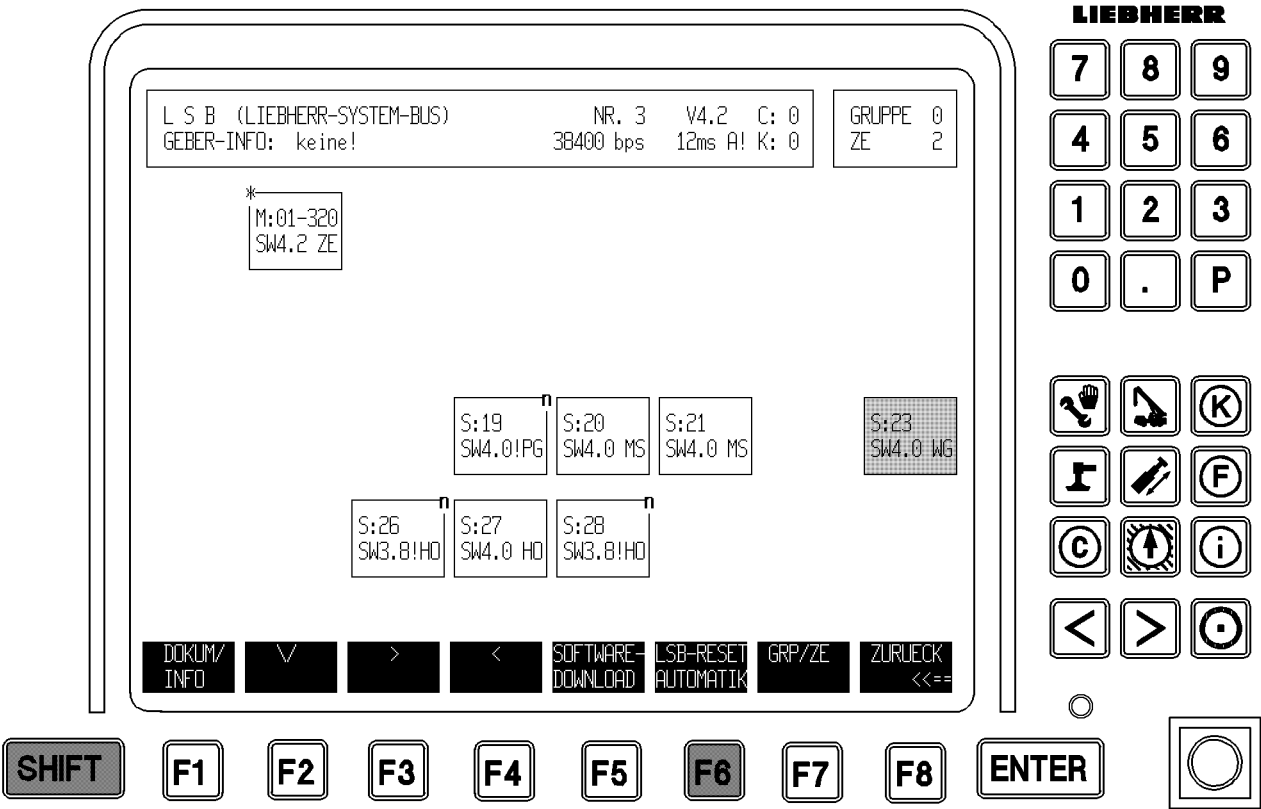 LIEBHERR
L S B (LIEBHERR-SYSTEM-BUS) NR. 3 V4.2 C: 0
GEBER-INFO: keine! 38400 bps 12ms A! K: 0
GRUPPE 0
ZE 2
*
M:01-320
SW4.2 ZE
n
S:19
SW4.0!PG
S:20
SW4.0 MS
S:21
SW4.0 MS
S:23
SW4.0 WG
n
S:26
SW3.8!HO
S:27
SW4.0 HO
n
S:28
SW3.8!HO
DOKUM/
INFO
\/
>
<
SOFTWARE-
DOWNLOAD
LSB-RESET
AUTOMATIK
GRP/ZE
ZURUECK
<<==
SHIFT F1 F2 F3 F4 F5 F6 F7 F8 ENTER
7 8 9
4 5 6
1 2 3
0 . P
K
F
C i
< >